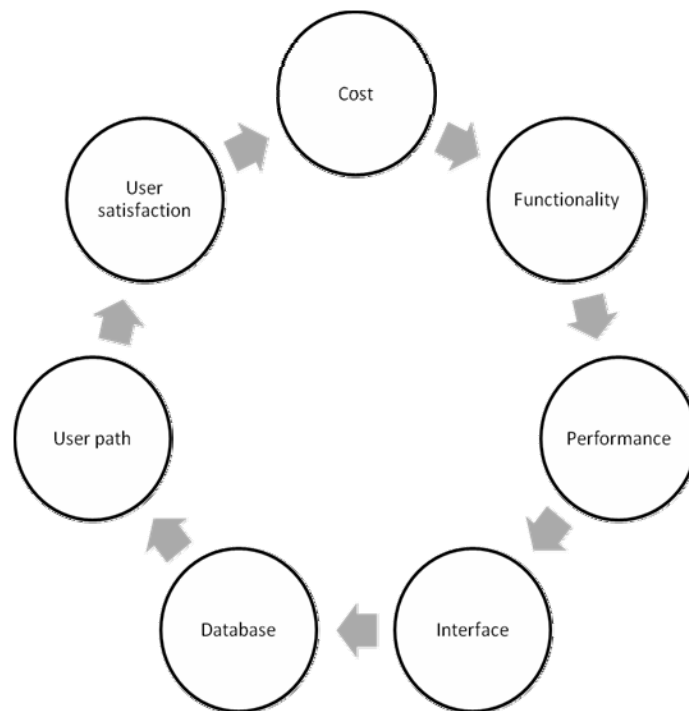 Cost
Functionality
Performance
Interface
Database
User path
User
satisfaction